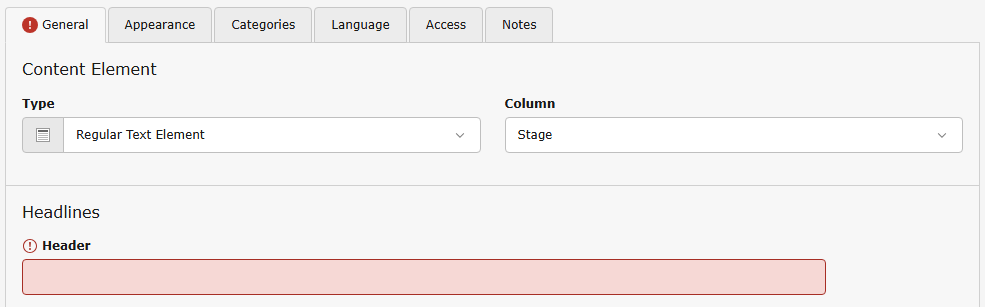 General Appearance Categories Language Access Notes
Content Element
Type Column
Regular Text Element Stage
Headlines
Header